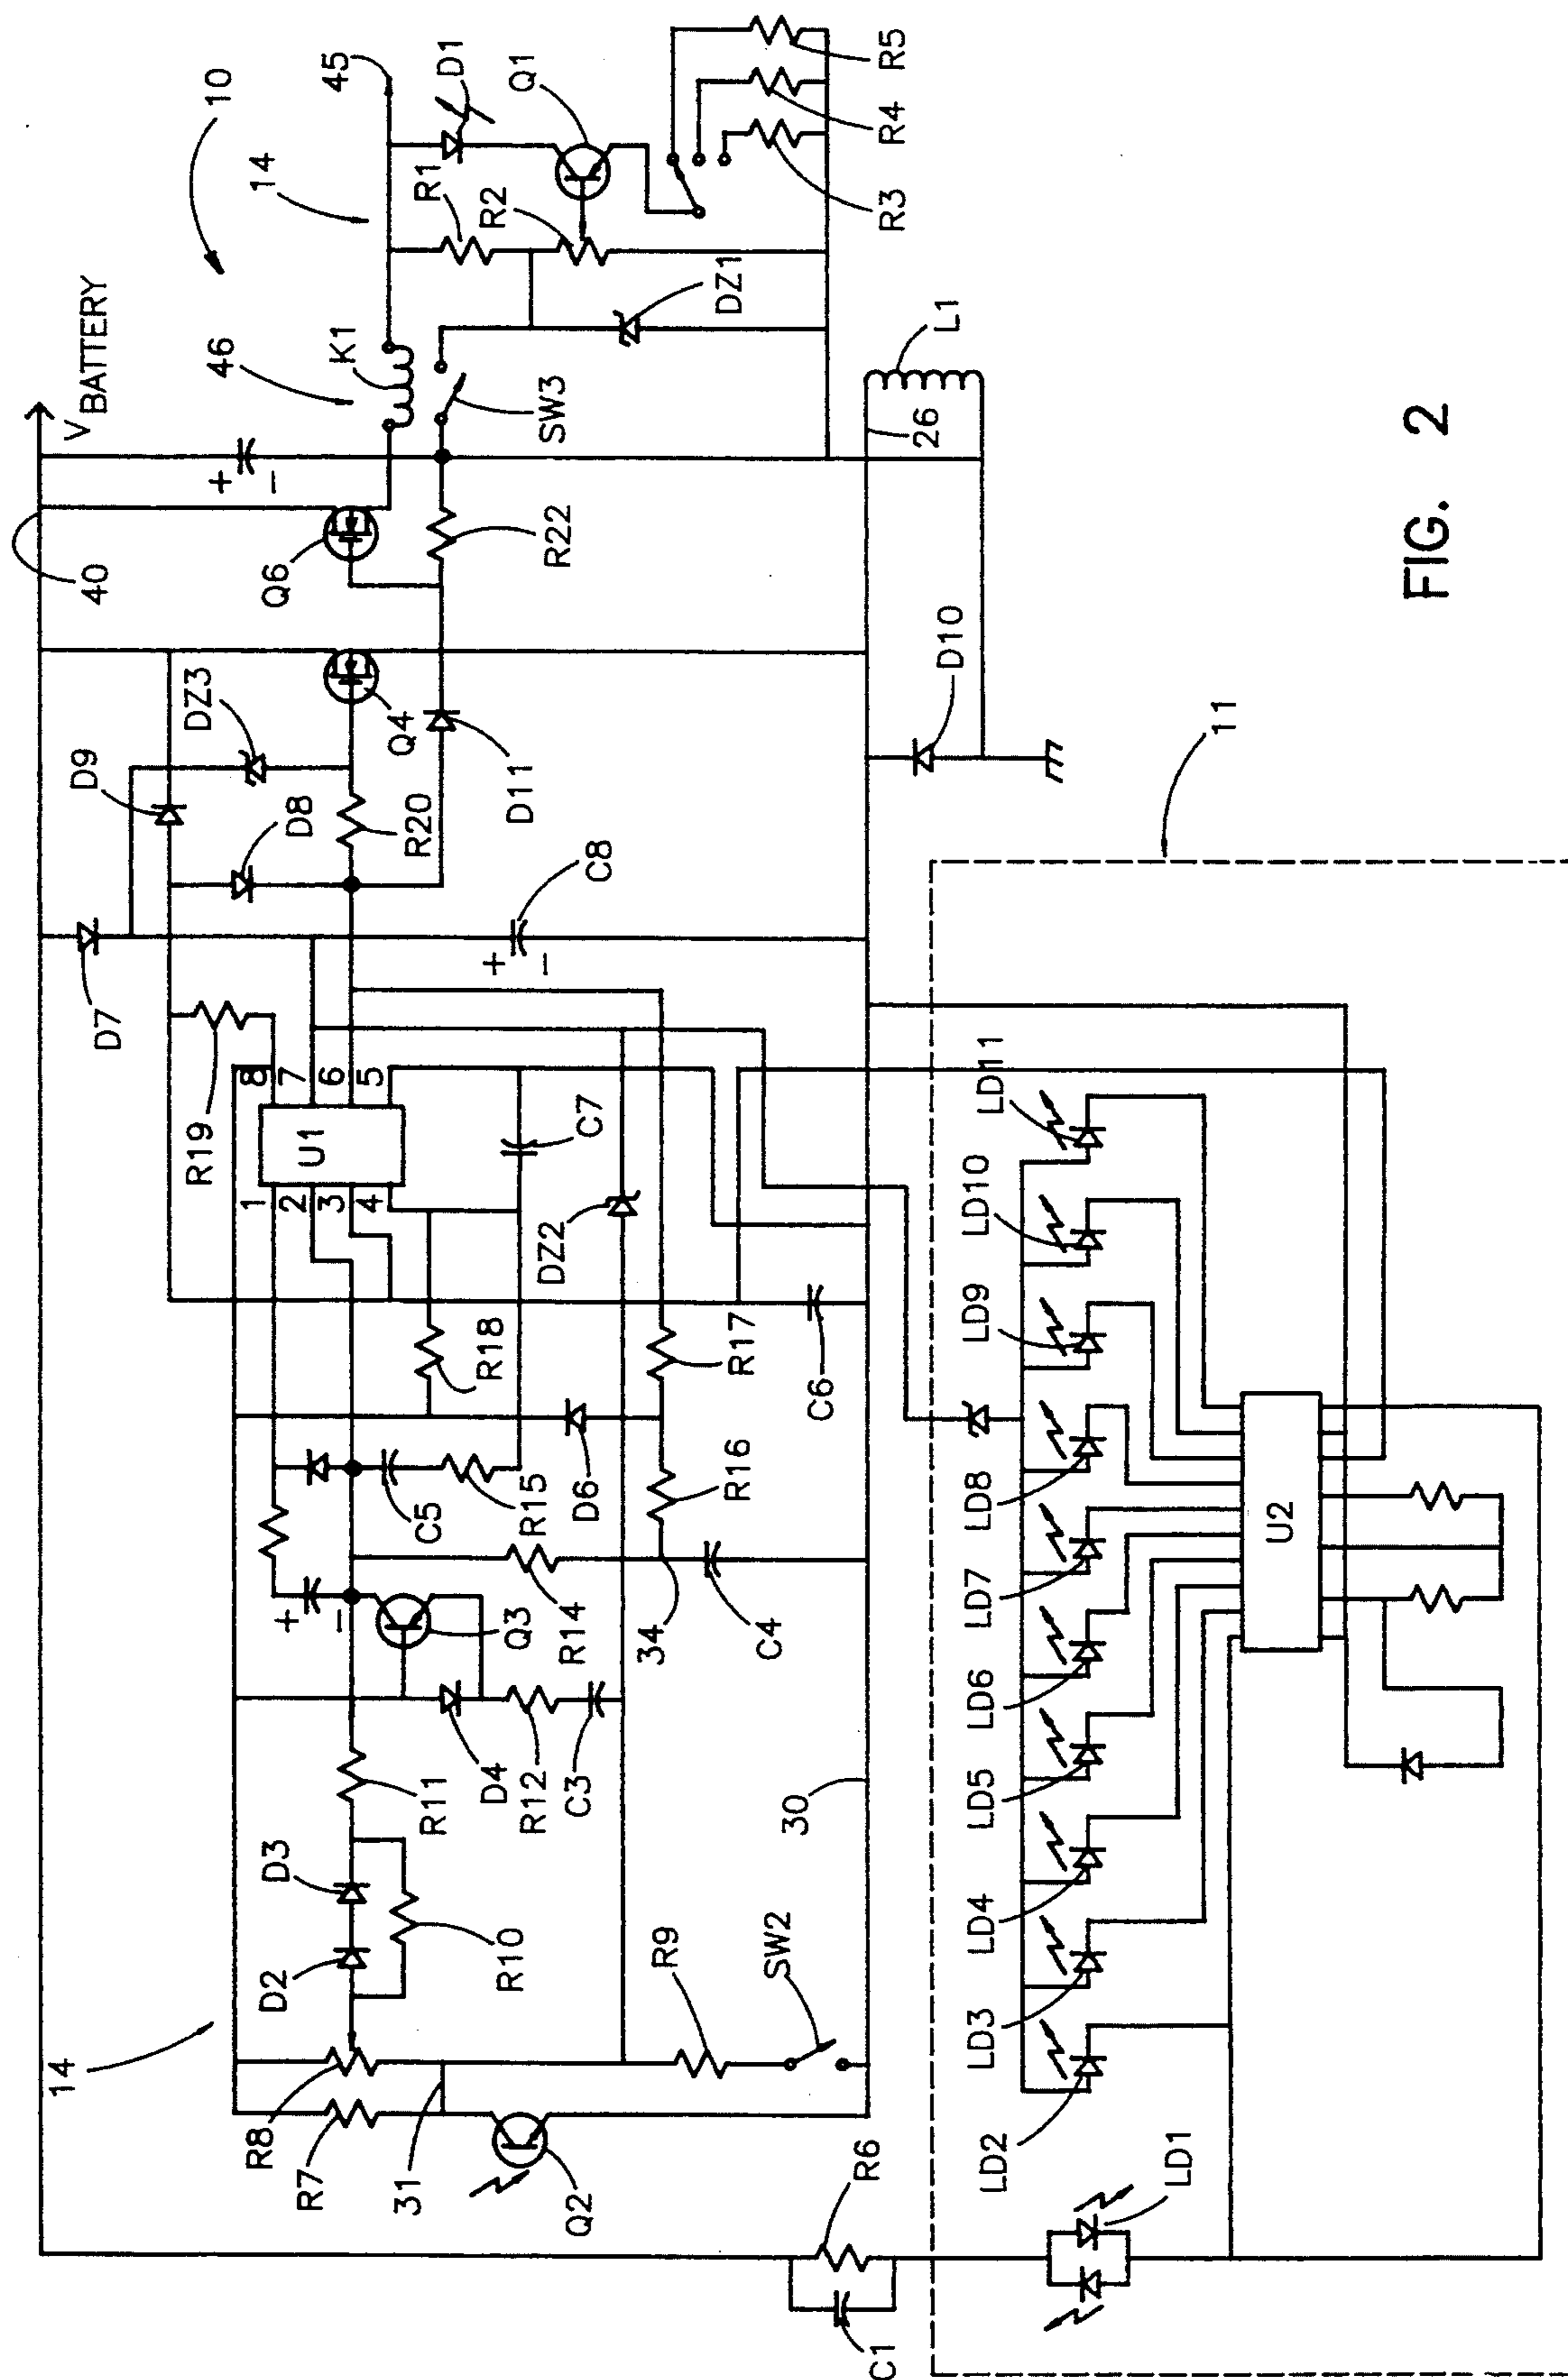 10
45
14
46
V BATTERY
40
K1
SW3
R1
D1
Q1
R2
R3
R4
R5
DZ1
L1
26
+
−
Q6
R22
DZ3
D9
D8
Q4
R20
D11
D10
D7
C8
+
−
R19
8
7
6
5
U1
1
2
3
4
C7
DZ2
R18
R17
C6
D6
R16
C5
R15
+
−
Q3
R14
34
C4
R11
D4
R12
C3
D3
D2
R10
30
R9
SW2
14
R8
R7
31
Q2
R6
C1
11
LD11
LD10
LD9
LD8
LD7
LD6
LD5
LD4
LD3
LD2
LD1
U2
FIG. 2